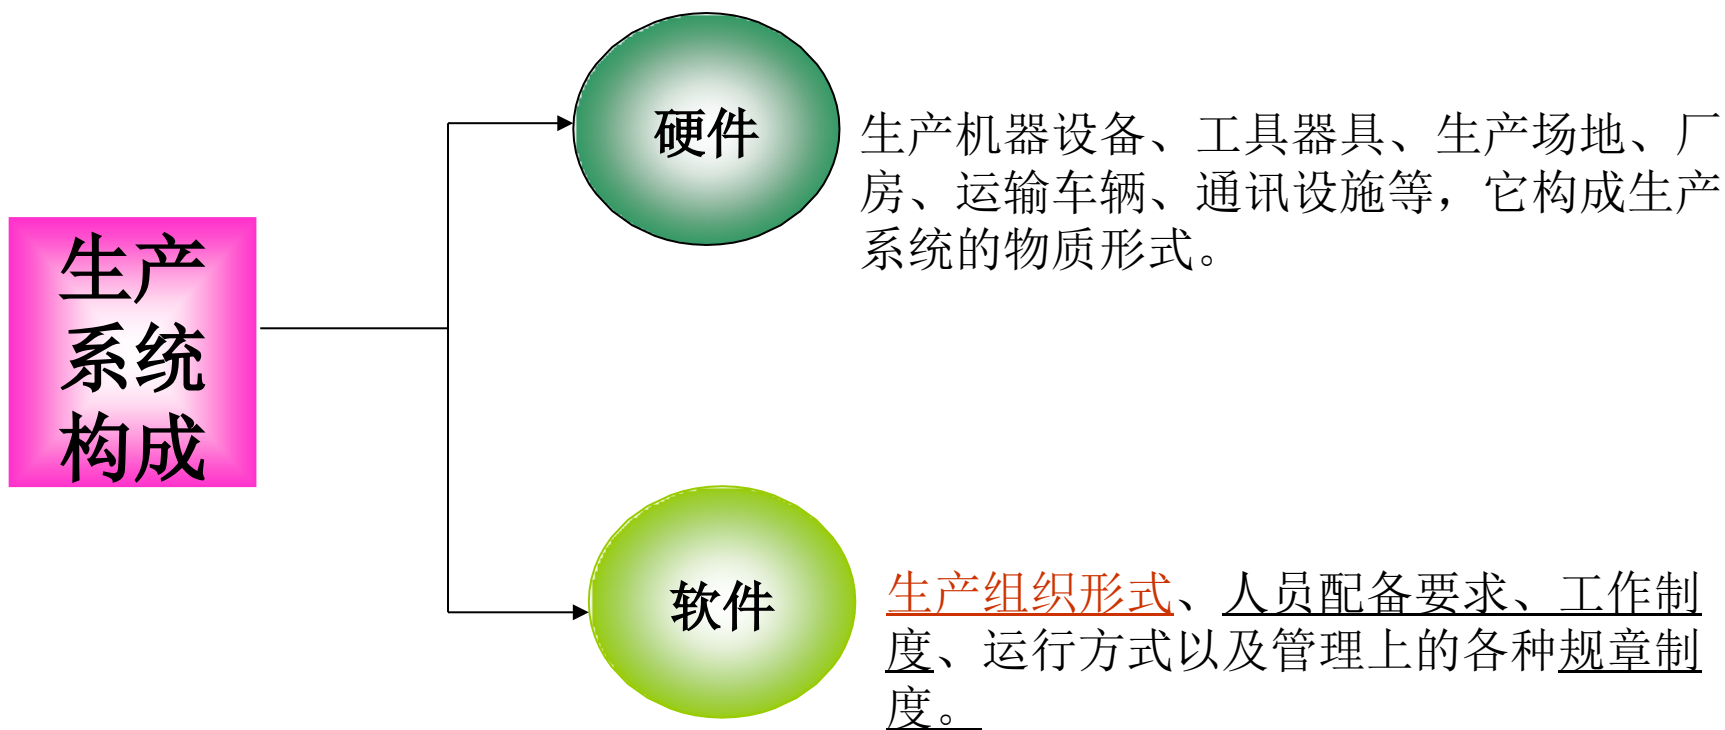 生产
系统
构成
硬件
生产机器设备、工具器具、生产场地、厂
房、运输车辆、通讯设施等，它构成生产
系统的物质形式。
软件
生产组织形式、人员配备要求、工作制
度、运行方式以及管理上的各种规章制
度。